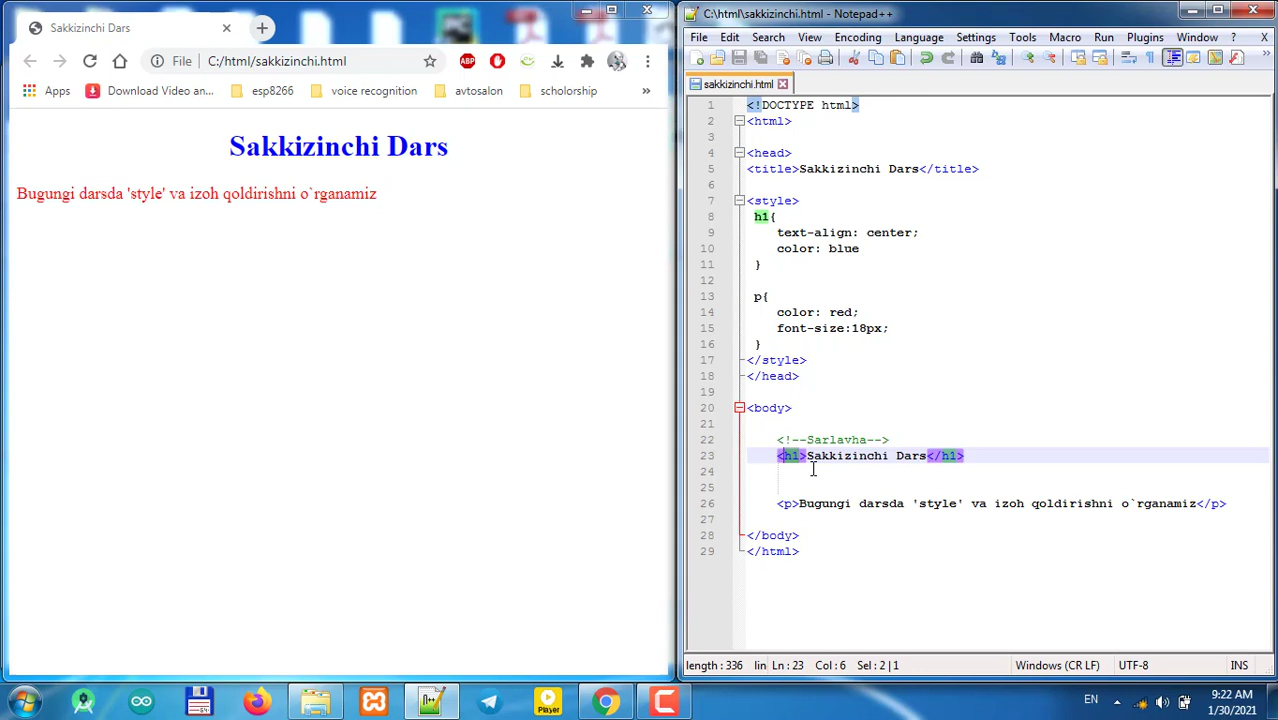 Sakkizinchi Dars
File C:/html/sakkizinchi.html
ABP
Download Video an... esp8266 voice recognition avtosalon scholorship »
Sakkizinchi Dars
Bugungi darsda 'style' va izoh qoldirishni o`rganamiz
C:\html\sakkizinchi.html - Notepad++
File Edit Search View Encoding Language Settings Tools Macro Run Plugins Window ? X
sakkizinchi.html
1 <!DOCTYPE html>
2 <html>
3
4 <head>
5 <title>Sakkizinchi Dars</title>
6
7 <style>
8 h1{
9 text-align: center;
10 color: blue
11 }
12
13 p{
14 color: red;
15 font-size:18px;
16 }
17 </style>
18 </head>
19
20 <body>
21
22 <!--Sarlavha-->
23 <h1>Sakkizinchi Dars</h1>
24
25
26 <p>Bugungi darsda 'style' va izoh qoldirishni o`rganamiz</p>
27
28 </body>
29 </html>
length : 336 lin Ln : 23 Col : 6 Sel : 2 | 1 Windows (CR LF) UTF-8 INS
Player EN 9:22 AM
1/30/2021